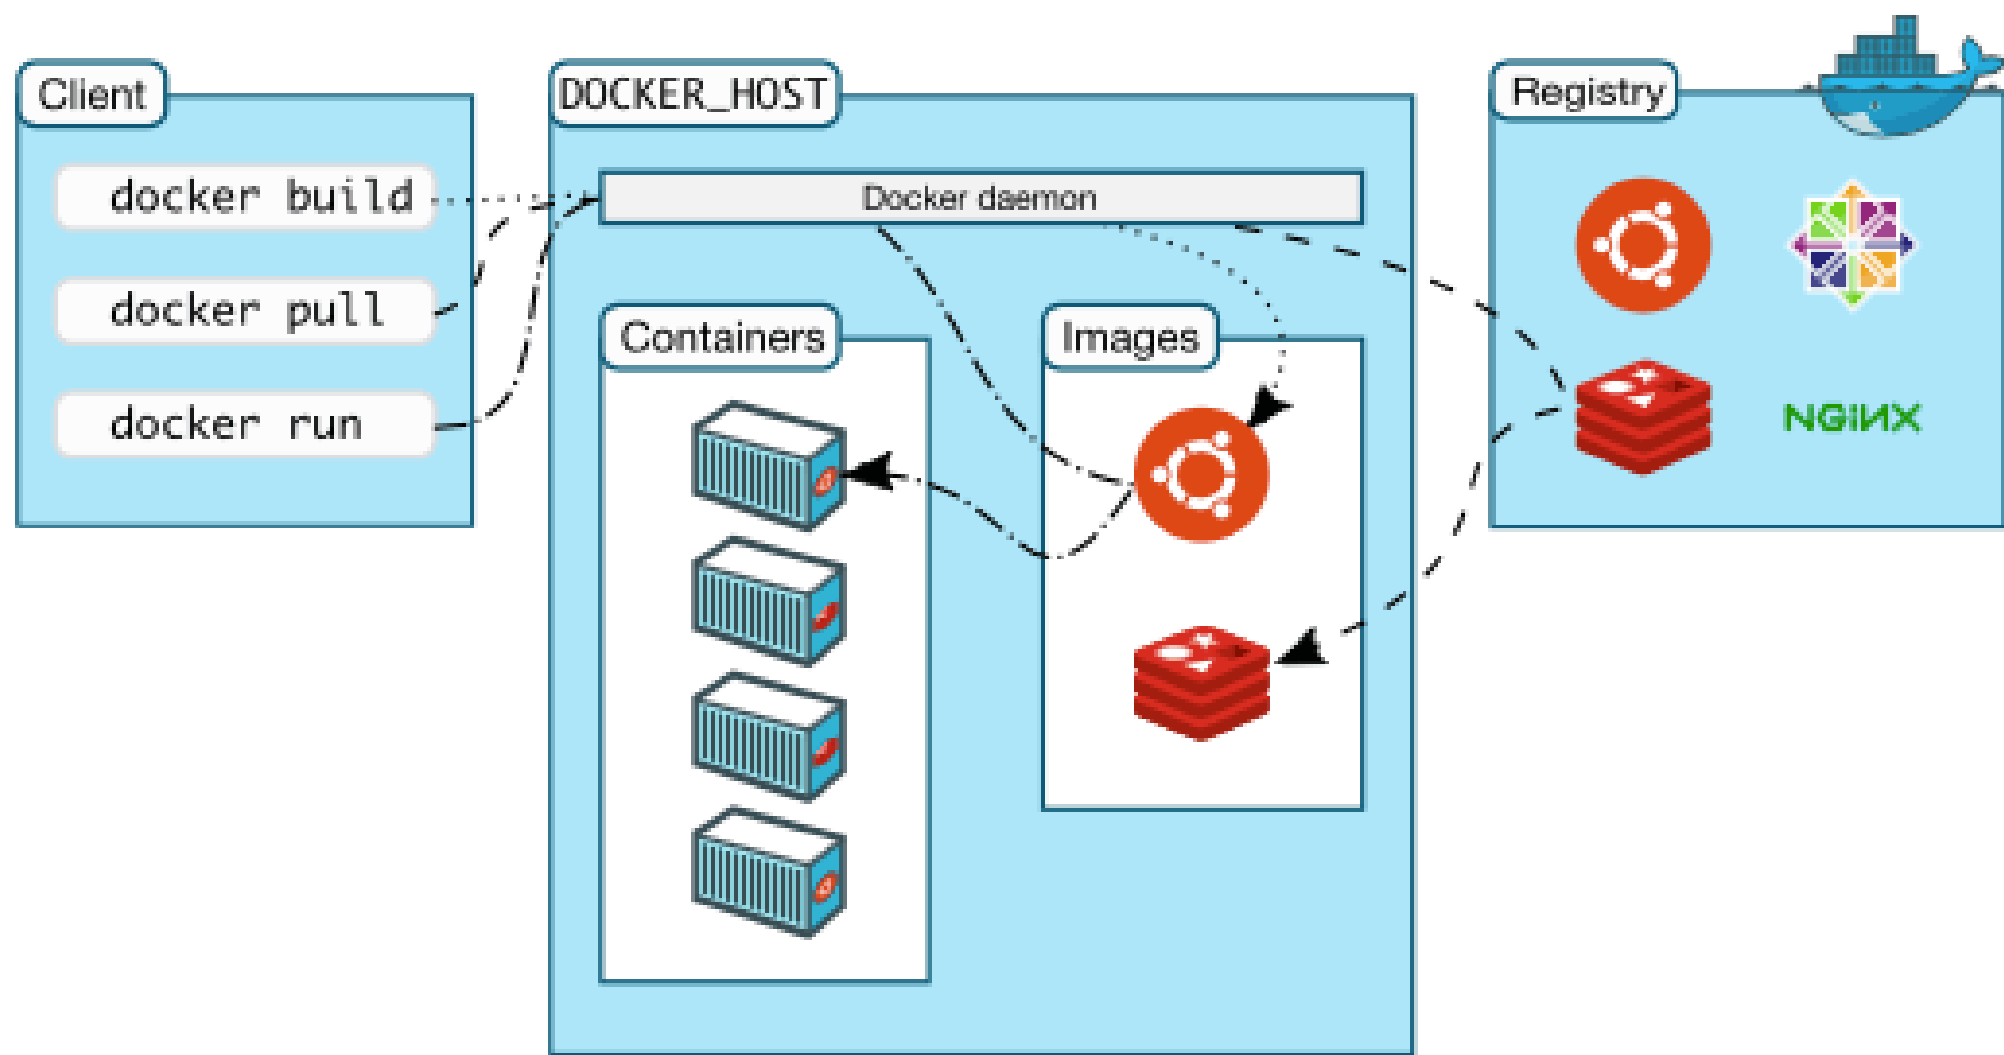 Client
docker build
docker pull
docker run
DOCKER_HOST
Docker daemon
Containers
Images
Registry
NGiNX